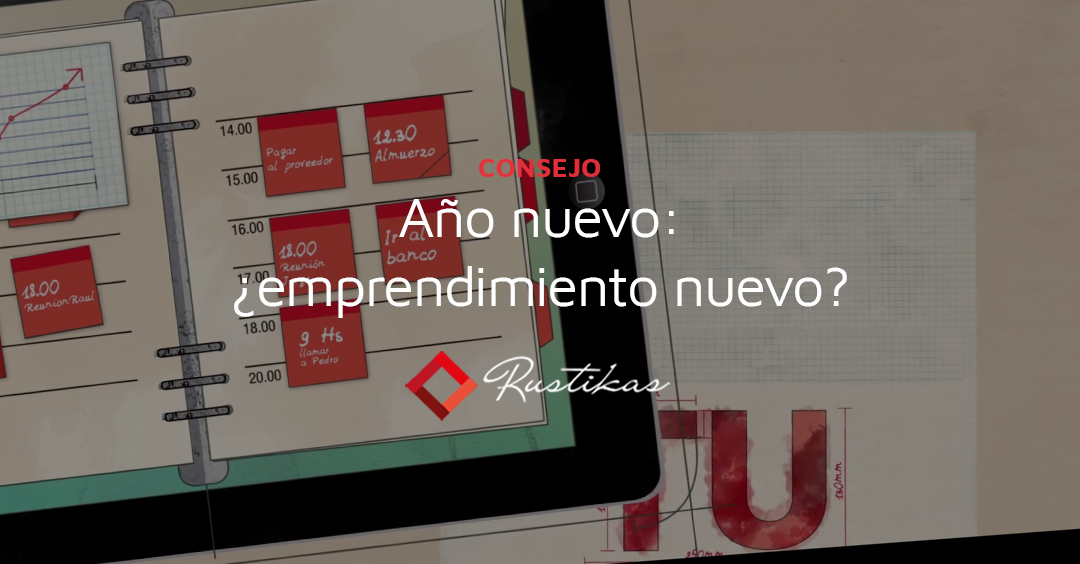 CONSEJO
Año nuevo:
¿emprendimiento nuevo?
Rustikas
14.00
Pagar
al proveedor
12.30
Almuerzo
15.00
16.00
18.00
Reunión
Ir al
banco
17.00
18.00
Reunion Raul
18.00
9 Hs
llamar
a Pedro
20.00
TU
130mm